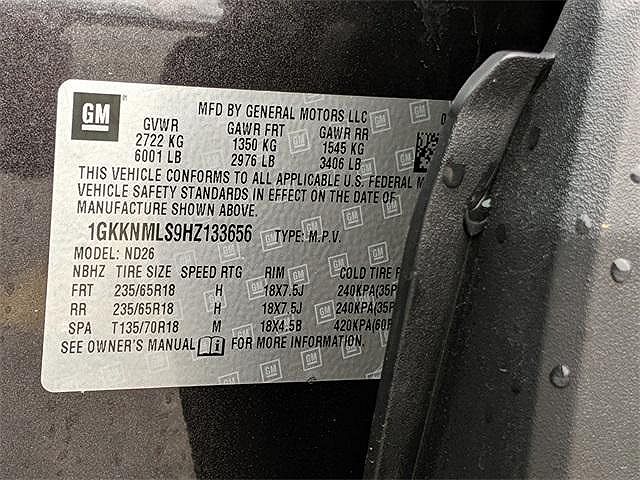 GM
MFD BY GENERAL MOTORS LLC
GVWR GAWR FRT GAWR RR
2722 KG 1350 KG 1545 KG
6001 LB 2976 LB 3406 LB
THIS VEHICLE CONFORMS TO ALL APPLICABLE U.S. FEDERAL
VEHICLE SAFETY STANDARDS IN EFFECT ON THE DATE OF
MANUFACTURE SHOWN ABOVE.
1GKKNMLS9HZ133656 TYPE: M.P.V.
MODEL: ND26
NBHZ TIRE SIZE SPEED RTG RIM COLD TIRE
FRT 235/65R18 H 18X7.5J 240KPA(35P
RR 235/65R18 H 18X7.5J 240KPA(35P
SPA T135/70R18 M 18X4.5B 420KPA(60P
SEE OWNER'S MANUAL FOR MORE INFORMATION.